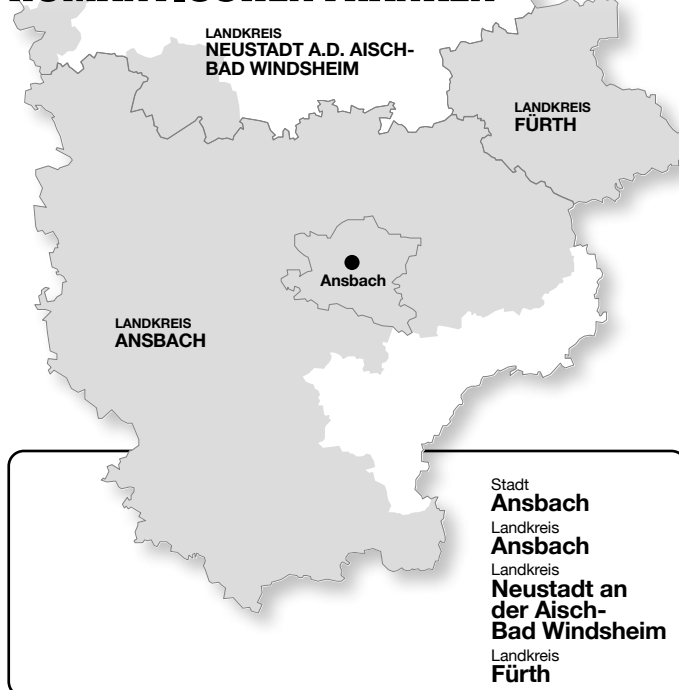 LANDKREIS
NEUSTADT A.D. AISCH-
BAD WINDSHEIM
LANDKREIS
FÜRTH
Ansbach
LANDKREIS
ANSBACH
Stadt
Ansbach
Landkreis
Ansbach
Landkreis
Neustadt an
der Aisch-
Bad Windsheim
Landkreis
Fürth